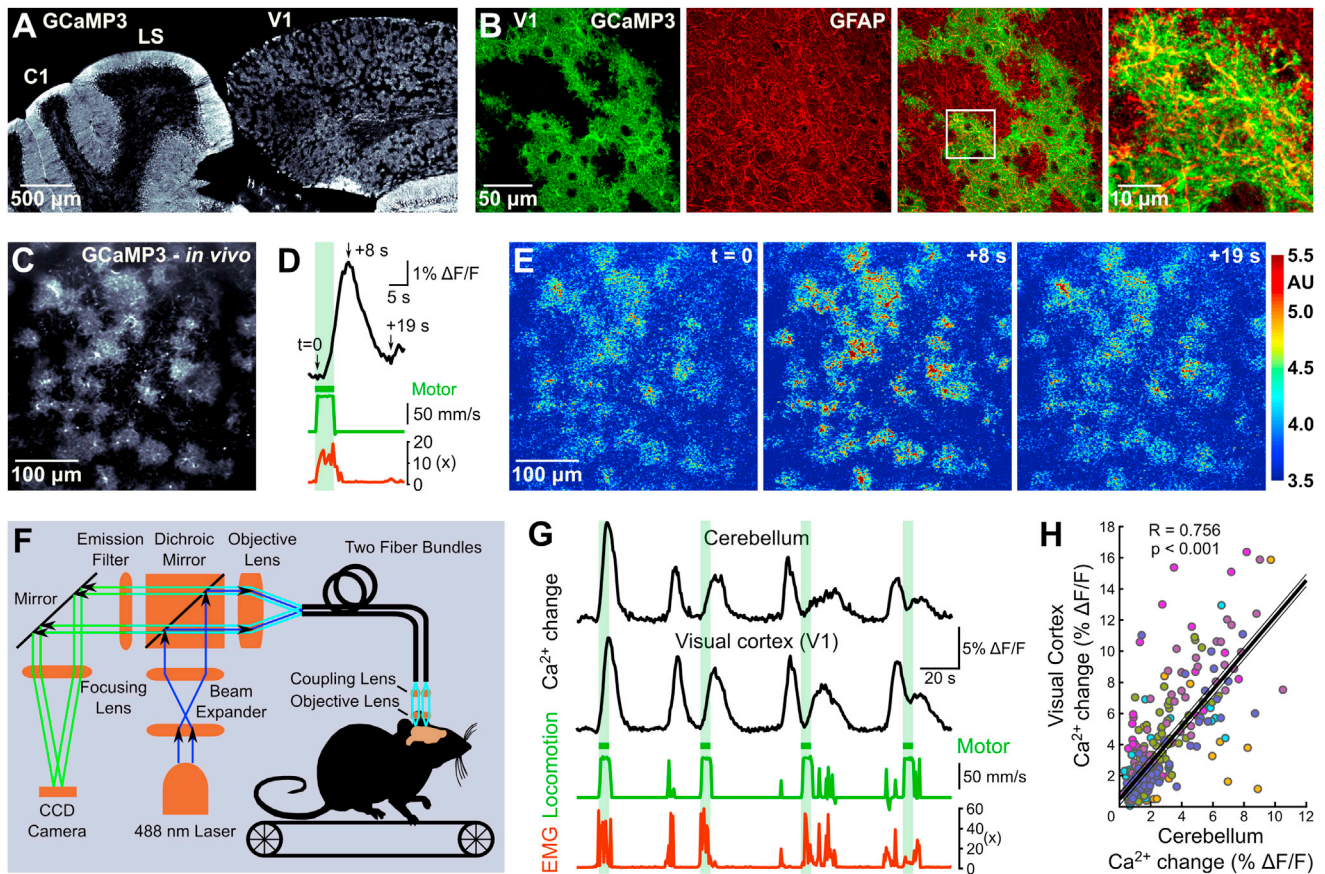 A
GCaMP3
LS
V1
C1
500 µm
B
V1
GCaMP3
GFAP
50 µm
10 µm
C
GCaMP3 - in vivo
100 µm
D
+8 s
1% ΔF/F
5 s
+19 s
t=0
Motor
50 mm/s
20
10 (x)
0
E
t = 0
+8 s
+19 s
100 µm
5.5
AU
5.0
4.5
4.0
3.5
F
Emission
Filter
Dichroic
Mirror
Objective
Lens
Two Fiber Bundles
Mirror
Focusing
Lens
Beam
Expander
Coupling Lens
Objective Lens
CCD
Camera
488 nm Laser
G
Cerebellum
Ca2+ change
Visual cortex (V1)
5% ΔF/F
20 s
Locomotion
Motor
50 mm/s
EMG
60
40
(x)
20
0
H
R = 0.756
p < 0.001
Visual Cortex
Ca2+ change (% ΔF/F)
18
16
14
12
10
8
6
4
2
0
2
4
6
8
10
12
Cerebellum
Ca2+ change (% ΔF/F)